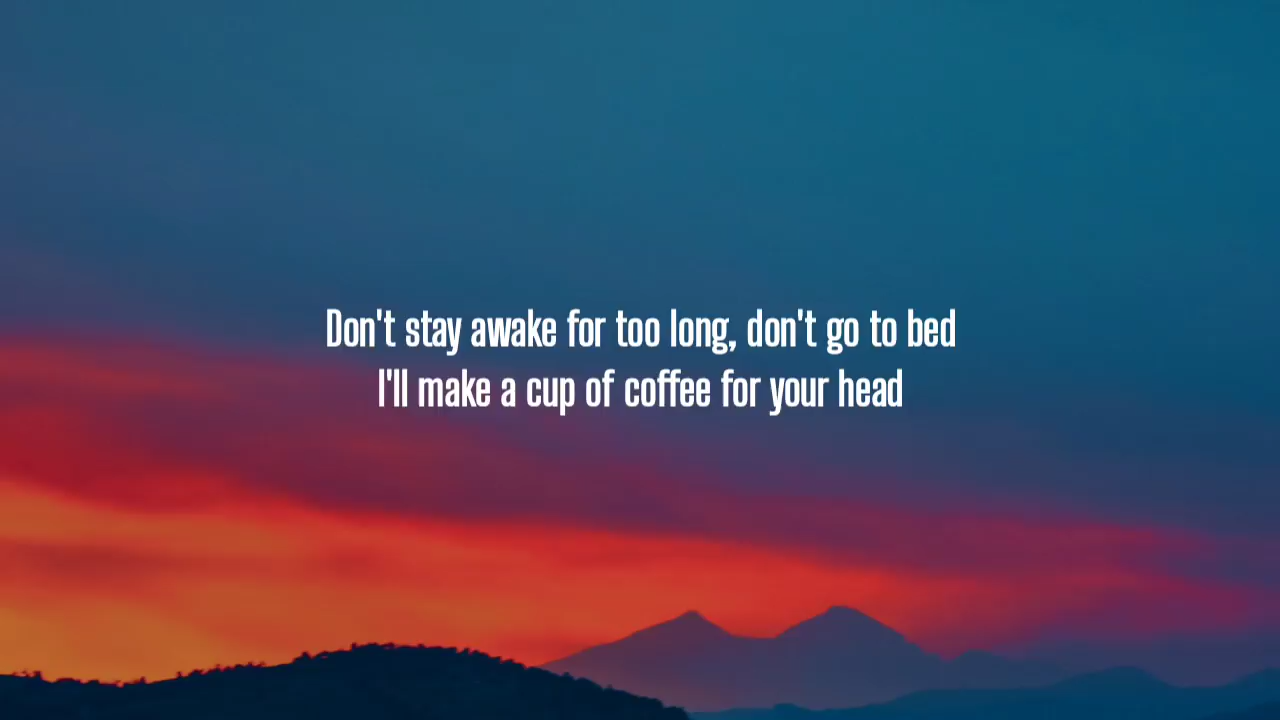 Don't stay awake for too long, don't go to bed
I'll make a cup of coffee for your head